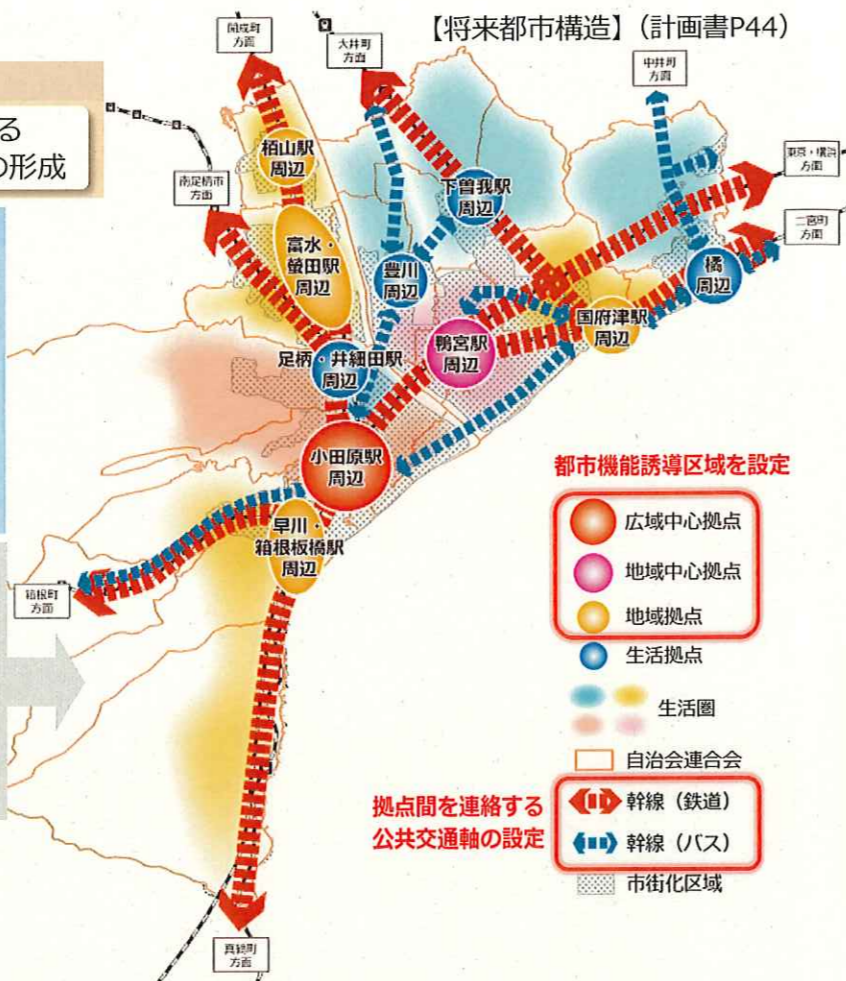 【将来都市構造】(計画書P44)
る
の形成
開成町
方面
大井町
方面
中井町
方面
南足柄市
方面
東京・横浜
方面
二宮町
方面
栢山駅
周辺
下曽我駅
周辺
富水・
螢田駅
周辺
豊川
周辺
橘
周辺
国府津駅
周辺
鴨宮駅
周辺
足柄・井細田駅
周辺
小田原駅
周辺
早川・
箱根板橋駅
周辺
箱根町
方面
真鶴町
方面
都市機能誘導区域を設定
広域中心拠点
地域中心拠点
地域拠点
生活拠点
生活圏
自治会連合会
拠点間を連絡する
公共交通軸の設定
幹線(鉄道)
幹線(バス)
市街化区域